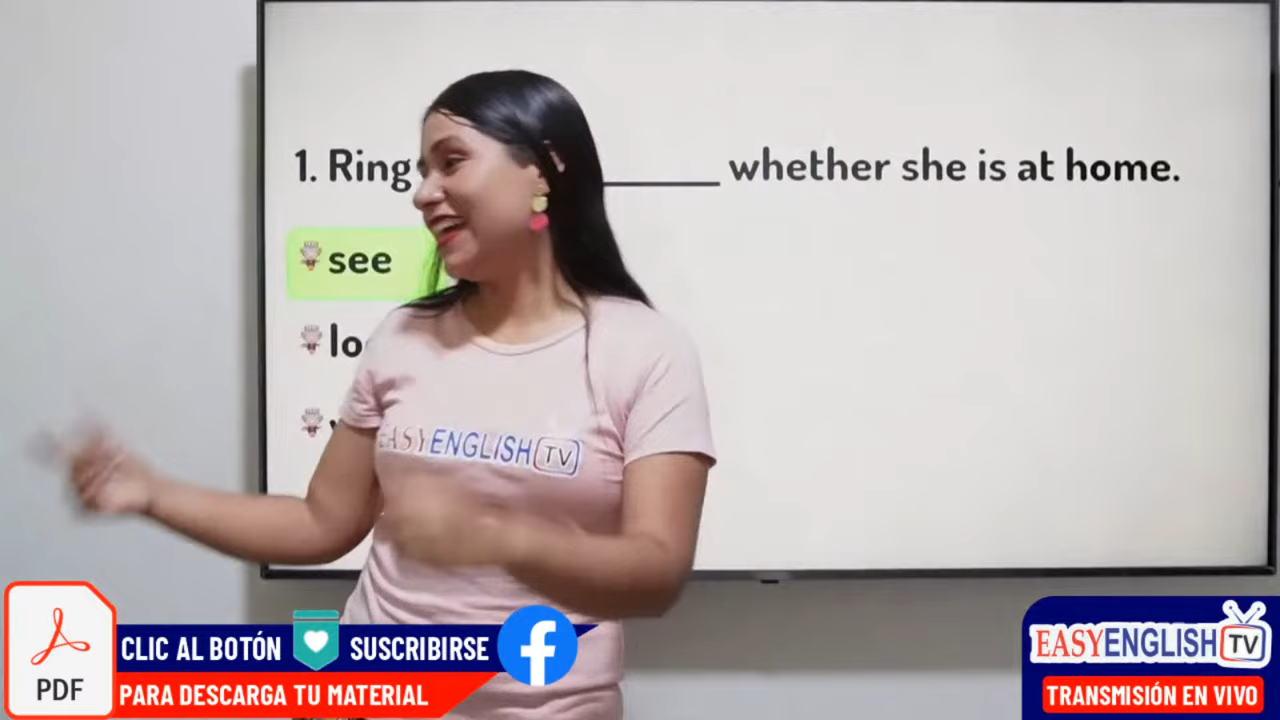 1. Ring ______ whether she is at home.
see
EASYENGLISH TV
PDF
CLIC AL BOTÓN SUSCRIBIRSE
PARA DESCARGA TU MATERIAL
EASYENGLISH TV
TRANSMISIÓN EN VIVO